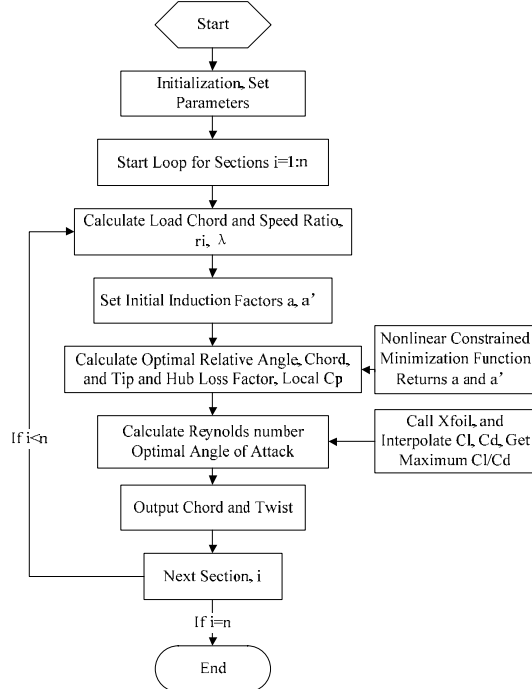 Start
Initialization, Set
Parameters
Start Loop for Sections i=1:n
Calculate Load Chord and Speed Ratio,
ri, λ
Set Initial Induction Factors a, a'
Calculate Optimal Relative Angle, Chord,
and Tip and Hub Loss Factor, Local Cp
Nonlinear Constrained
Minimization Function
Returns a and a'
Calculate Reynolds number
Optimal Angle of Attack
Call Xfoil, and
Interpolate Cl, Cd, Get
Maximum Cl/Cd
If i<n
Output Chord and Twist
Next Section, i
If i=n
End